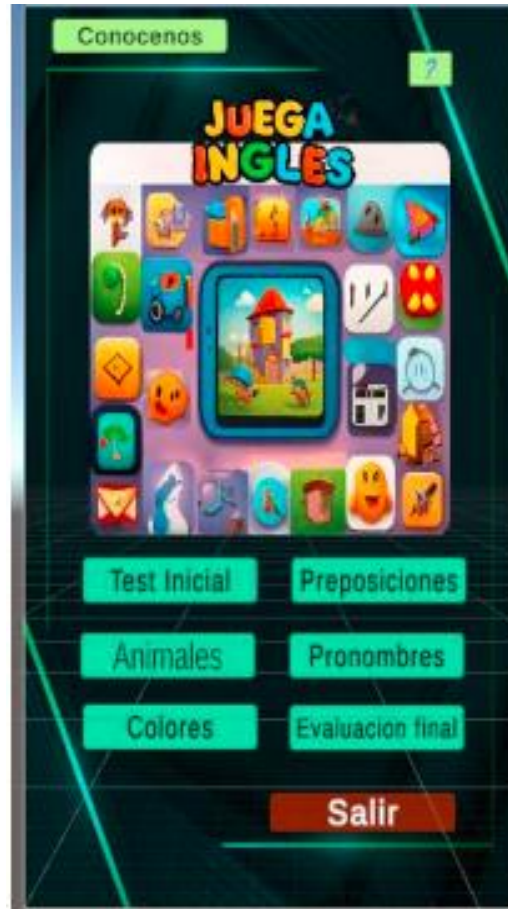 Conocenos
?
JUEGA
INGLES
Test Inicial
Preposiciones
Animales
Pronombres
Colores
Evaluacion final
Salir